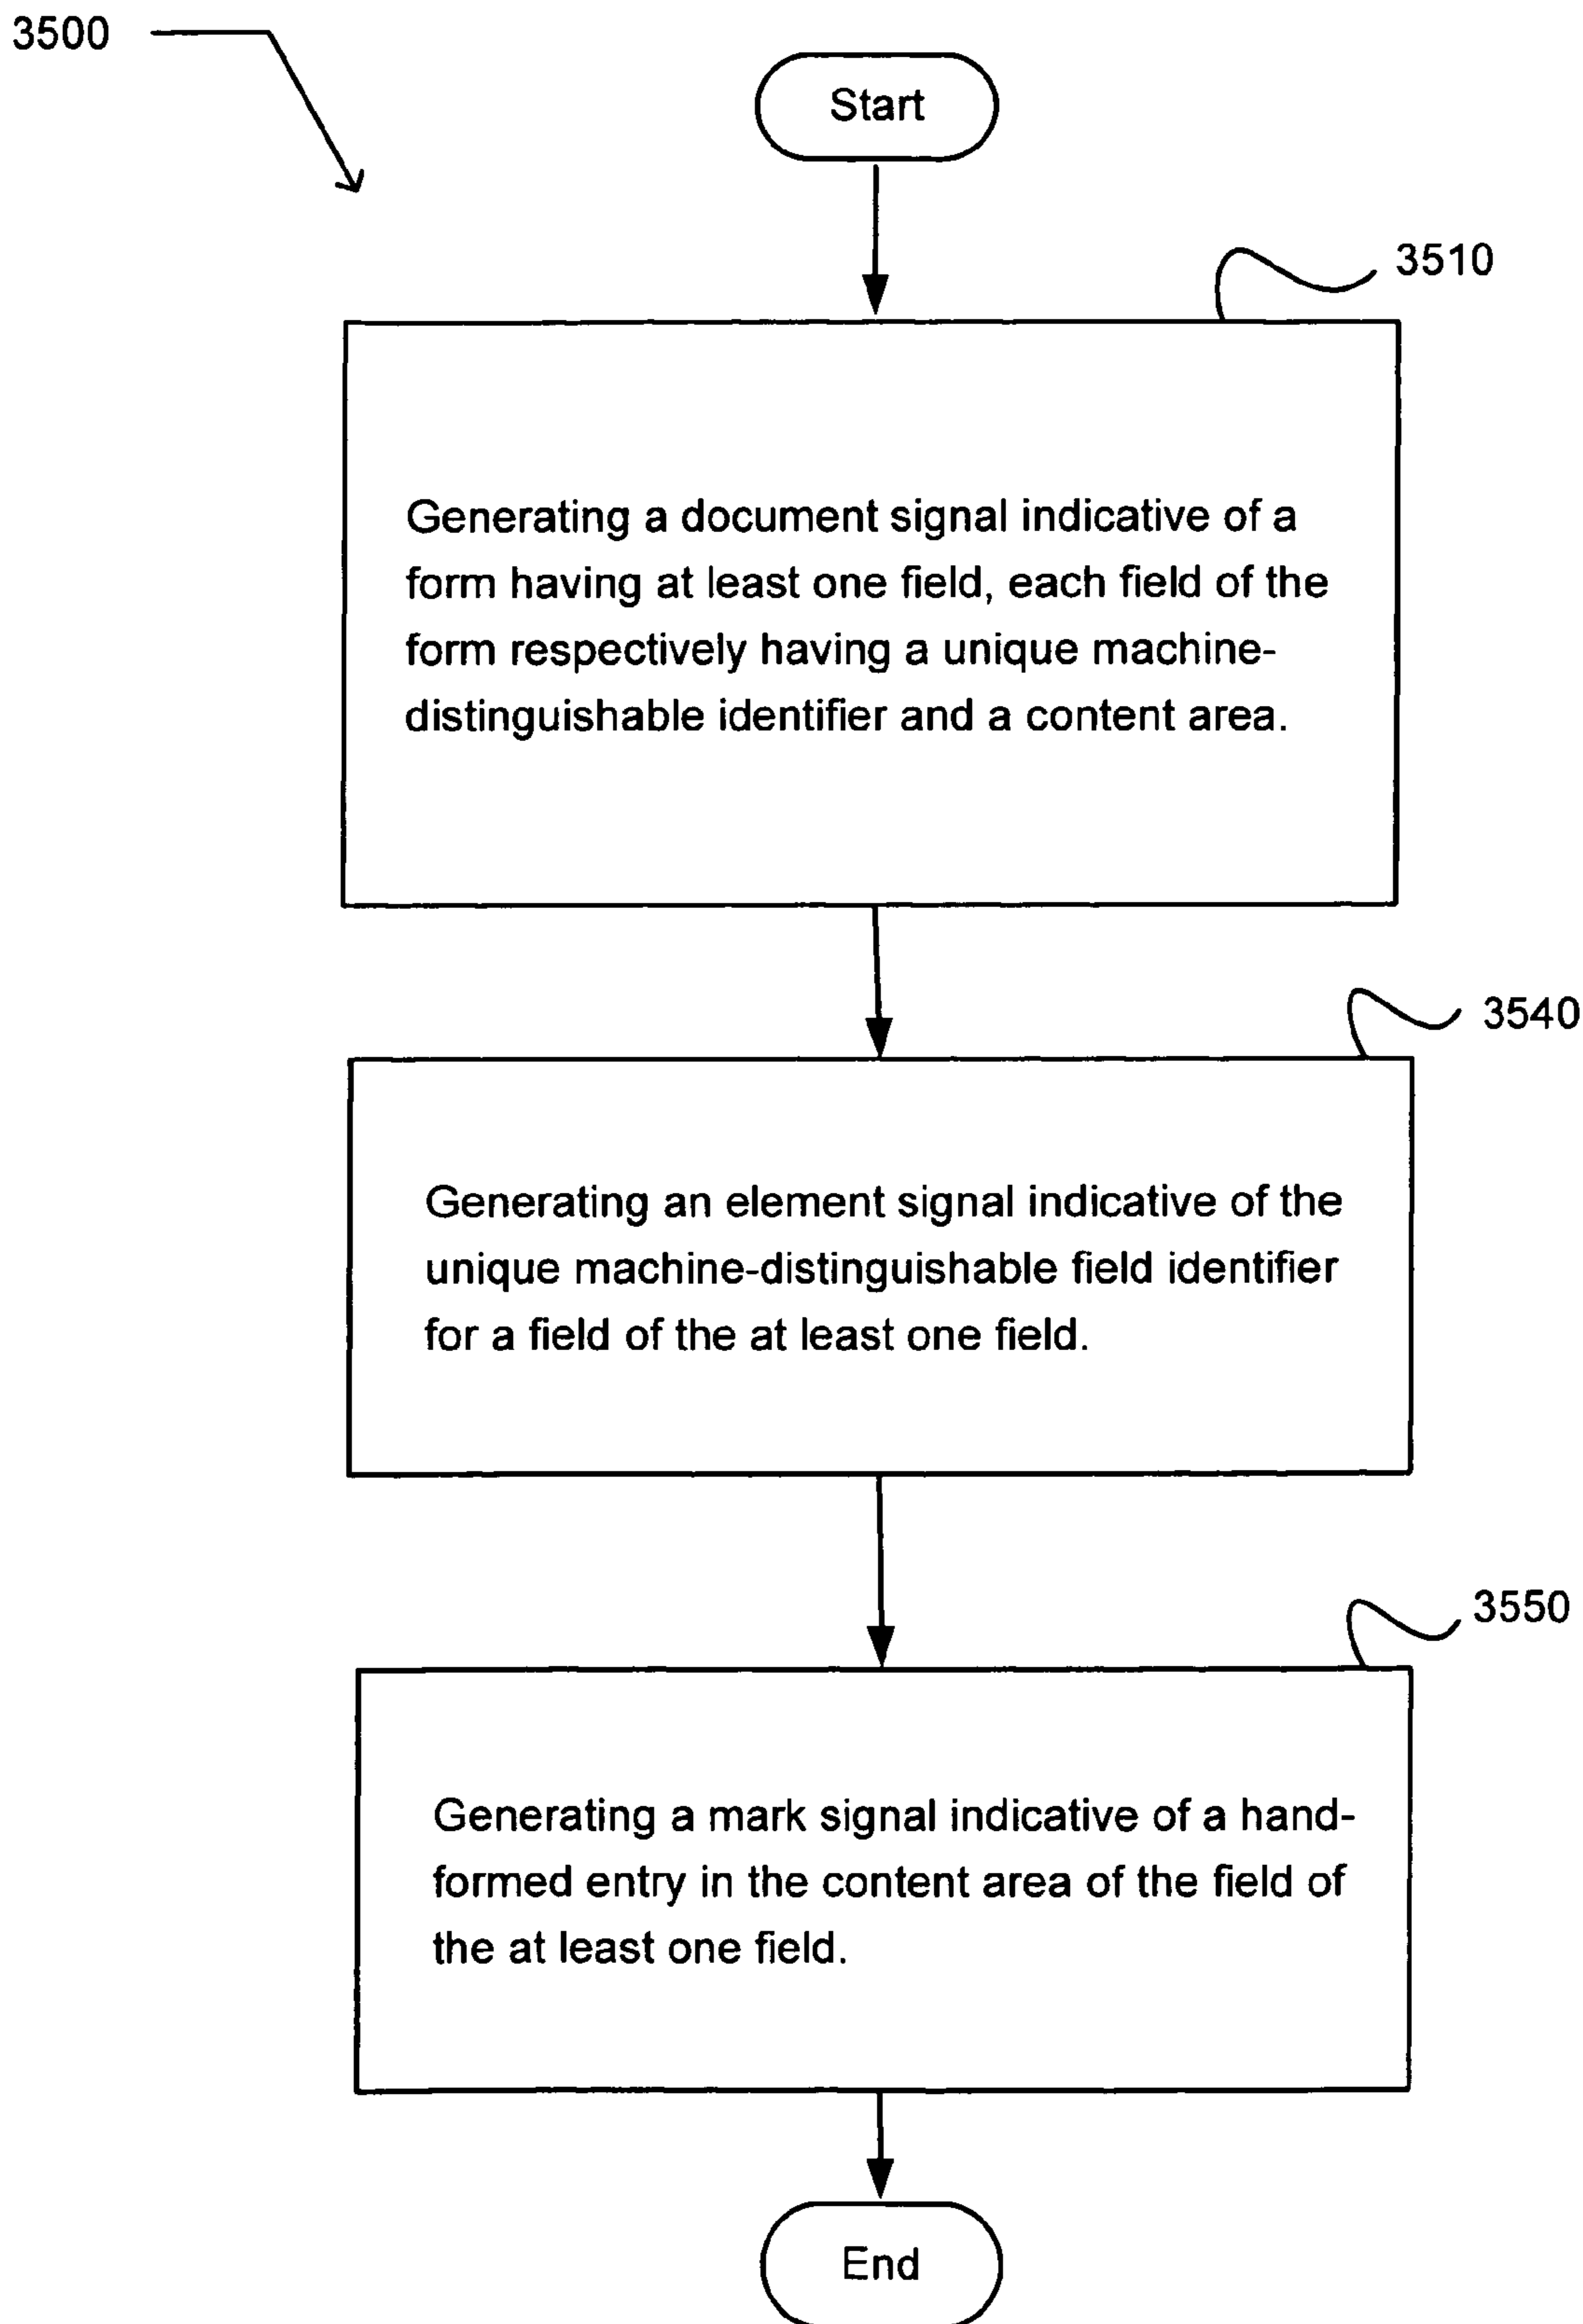 3500
Start
3510
Generating a document signal indicative of a
form having at least one field, each field of the
form respectively having a unique machine-
distinguishable identifier and a content area.
3540
Generating an element signal indicative of the
unique machine-distinguishable field identifier
for a field of the at least one field.
3550
Generating a mark signal indicative of a hand-
formed entry in the content area of the field of
the at least one field.
End